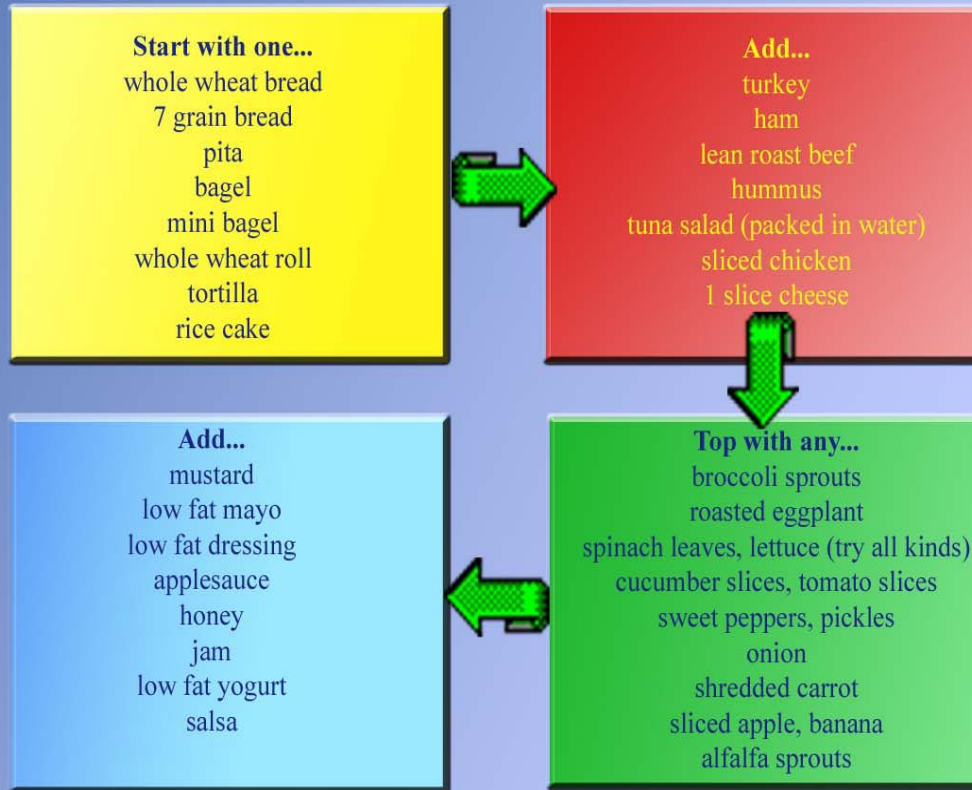 Start with one...
whole wheat bread
7 grain bread
pita
bagel
mini bagel
whole wheat roll
tortilla
rice cake
Add...
turkey
ham
lean roast beef
hummus
tuna salad (packed in water)
sliced chicken
1 slice cheese
Top with any...
broccoli sprouts
roasted eggplant
spinach leaves, lettuce (try all kinds)
cucumber slices, tomato slices
sweet peppers, pickles
onion
shredded carrot
sliced apple, banana
alfalfa sprouts
Add...
mustard
low fat mayo
low fat dressing
applesauce
honey
jam
low fat yogurt
salsa